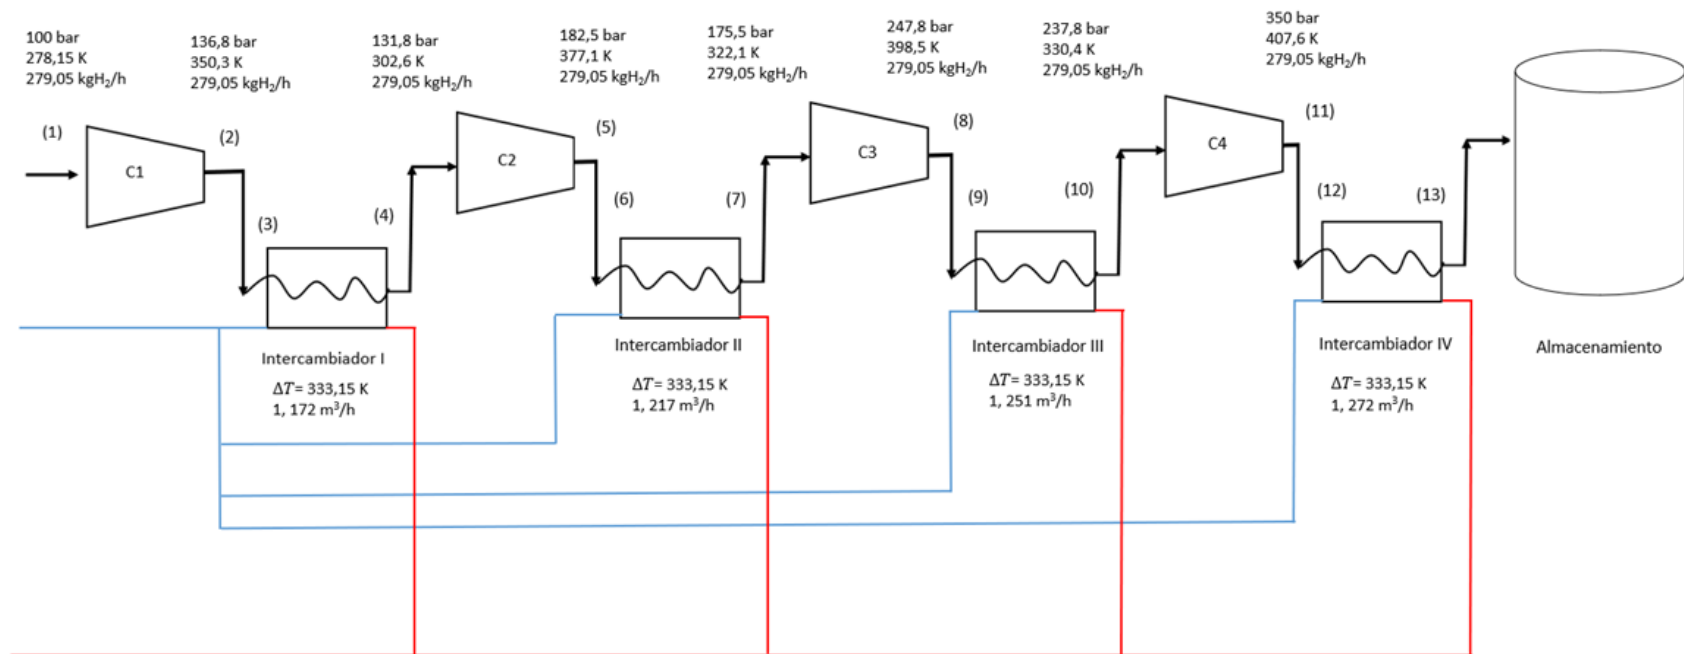 100 bar
278,15 K
279,05 kgH₂/h
136,8 bar
350,3 K
279,05 kgH₂/h
131,8 bar
302,6 K
279,05 kgH₂/h
182,5 bar
377,1 K
279,05 kgH₂/h
175,5 bar
322,1 K
279,05 kgH₂/h
247,8 bar
398,5 K
279,05 kgH₂/h
237,8 bar
330,4 K
279,05 kgH₂/h
350 bar
407,6 K
279,05 kgH₂/h
(1)
C1
(2)
(3)
(4)
C2
(5)
(6)
(7)
C3
(8)
(9)
(10)
C4
(11)
(12)
(13)
Intercambiador I
ΔT= 333,15 K
1, 172 m³/h
Intercambiador II
ΔT= 333,15 K
1, 217 m³/h
Intercambiador III
ΔT= 333,15 K
1, 251 m³/h
Intercambiador IV
ΔT= 333,15 K
1, 272 m³/h
Almacenamiento